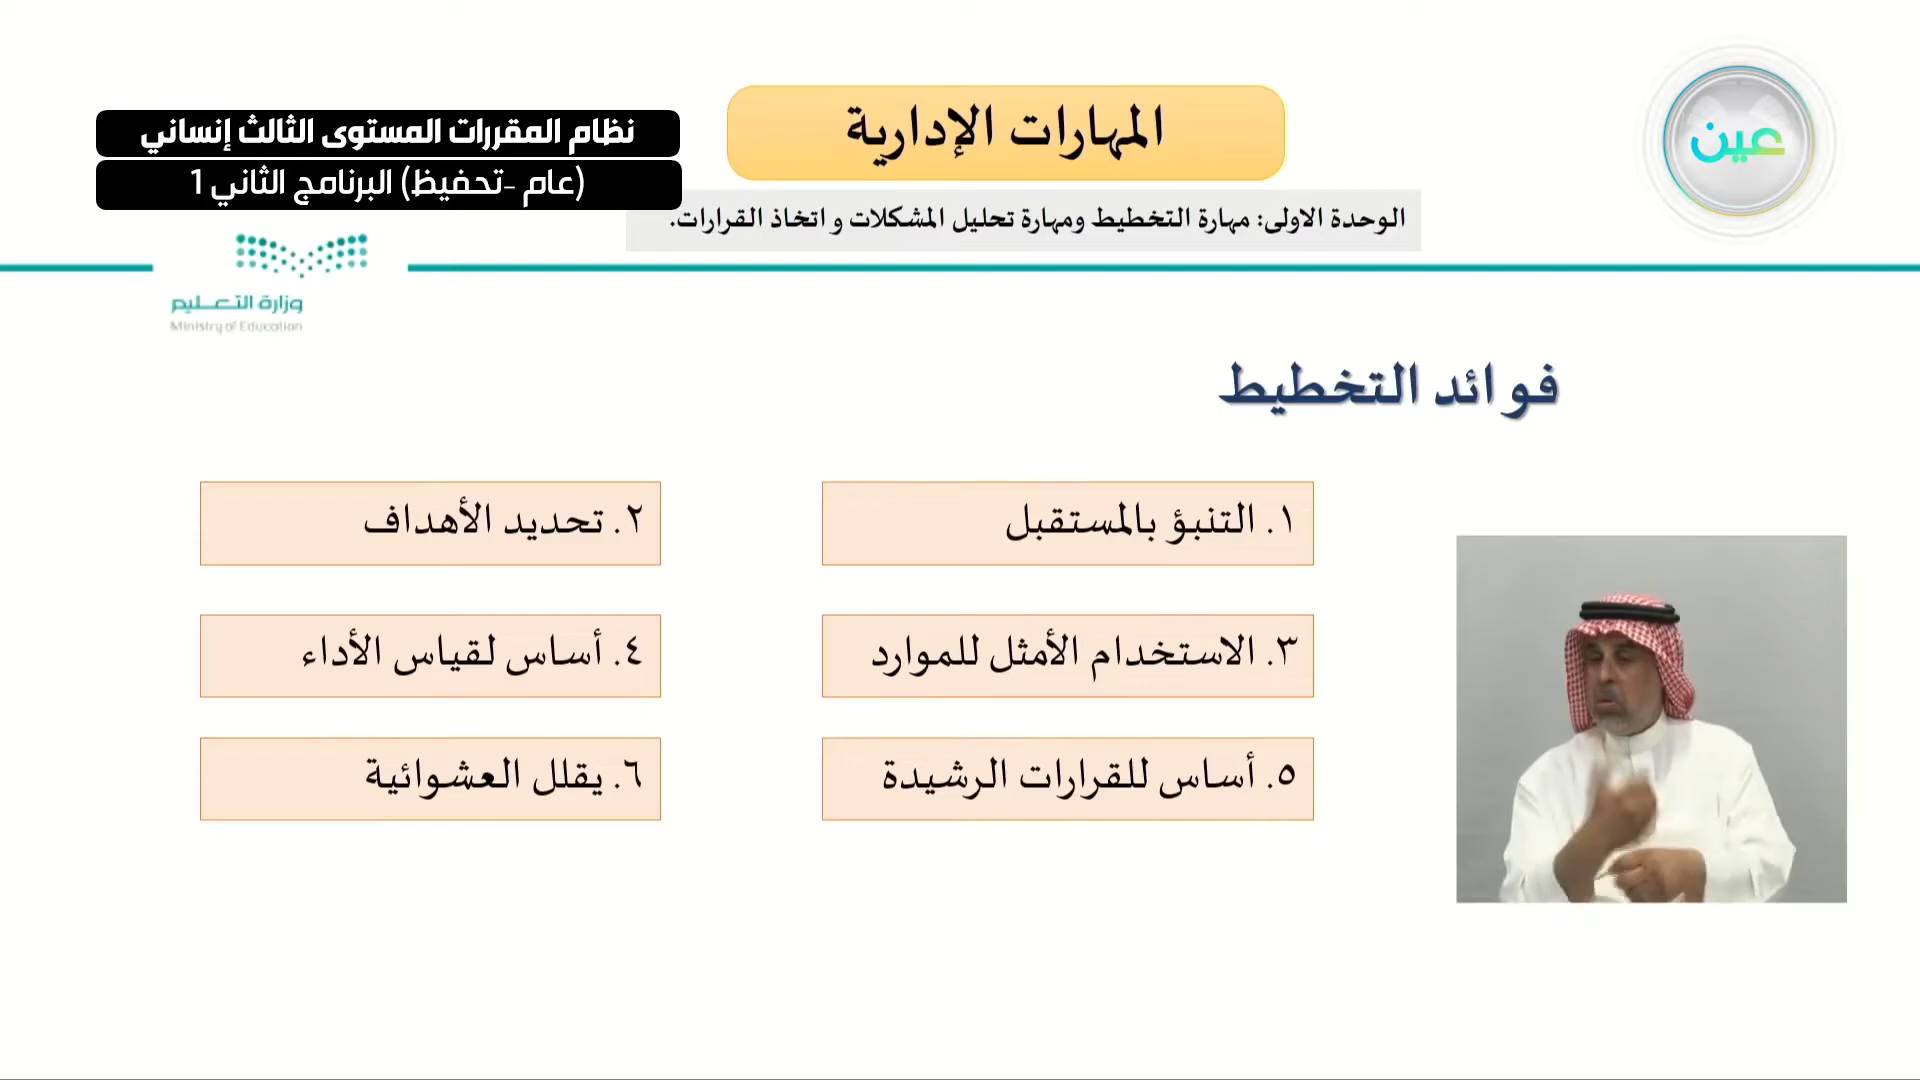 المهارات الإدارية
عين
نظام المقررات المستوى الثالث إنساني
(عام -تحفيظ) البرنامج الثاني 1
الوحدة الاولى: مهارة التخطيط ومهارة تحليل المشكلات و اتخاذ القرارات.
وزارة التعليم
Ministry of Education
فوائد التخطيط
١. التنبؤ بالمستقبل
٢. تحديد الأهداف
٣. الاستخدام الأمثل للموارد
٤. أساس لقياس الأداء
٥. أساس للقرارات الرشيدة
٦. يقلل العشوائية